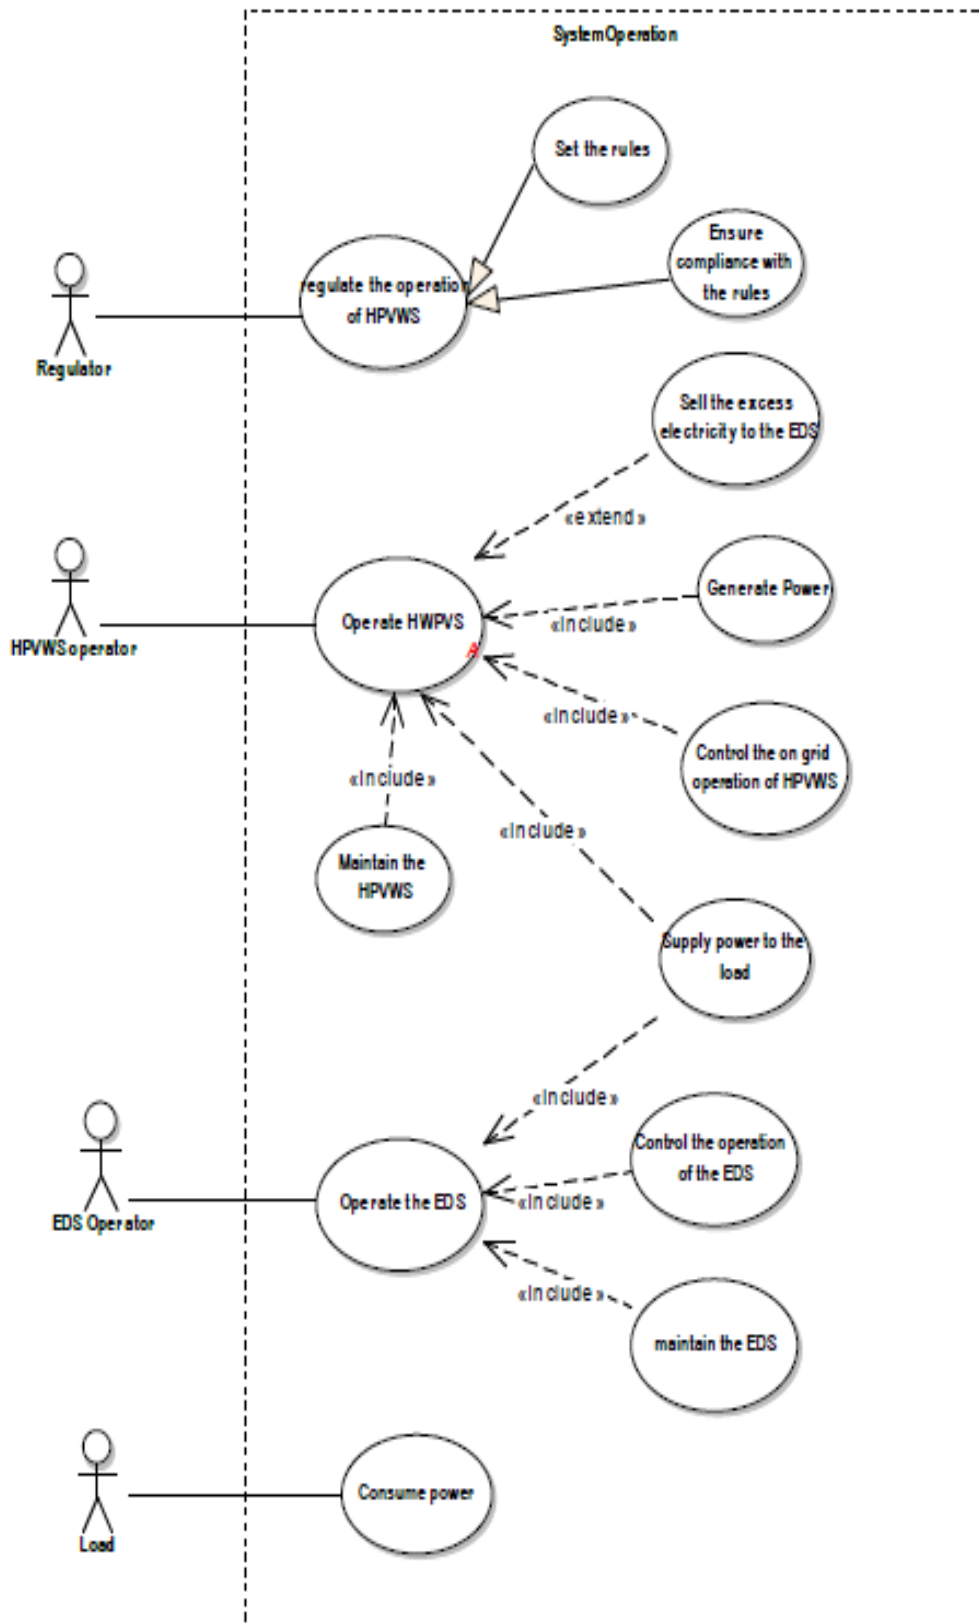 SystemOperation
Set the rules
Ensure
compliance with
the rules
regulate the operation
of HPVWS
Regulator
Sell the excess
electricity to the EDS
«extend»
HPVWS operator
Operate HWPVS
Generate Power
«include»
«include»
Control the on grid
operation of HPVWS
«include»
«include»
Maintain the
HPVWS
Supply power to the
load
«include»
EDS Operator
Operate the EDS
Control the operation
of the EDS
«include»
«include»
maintain the EDS
Load
Consume power